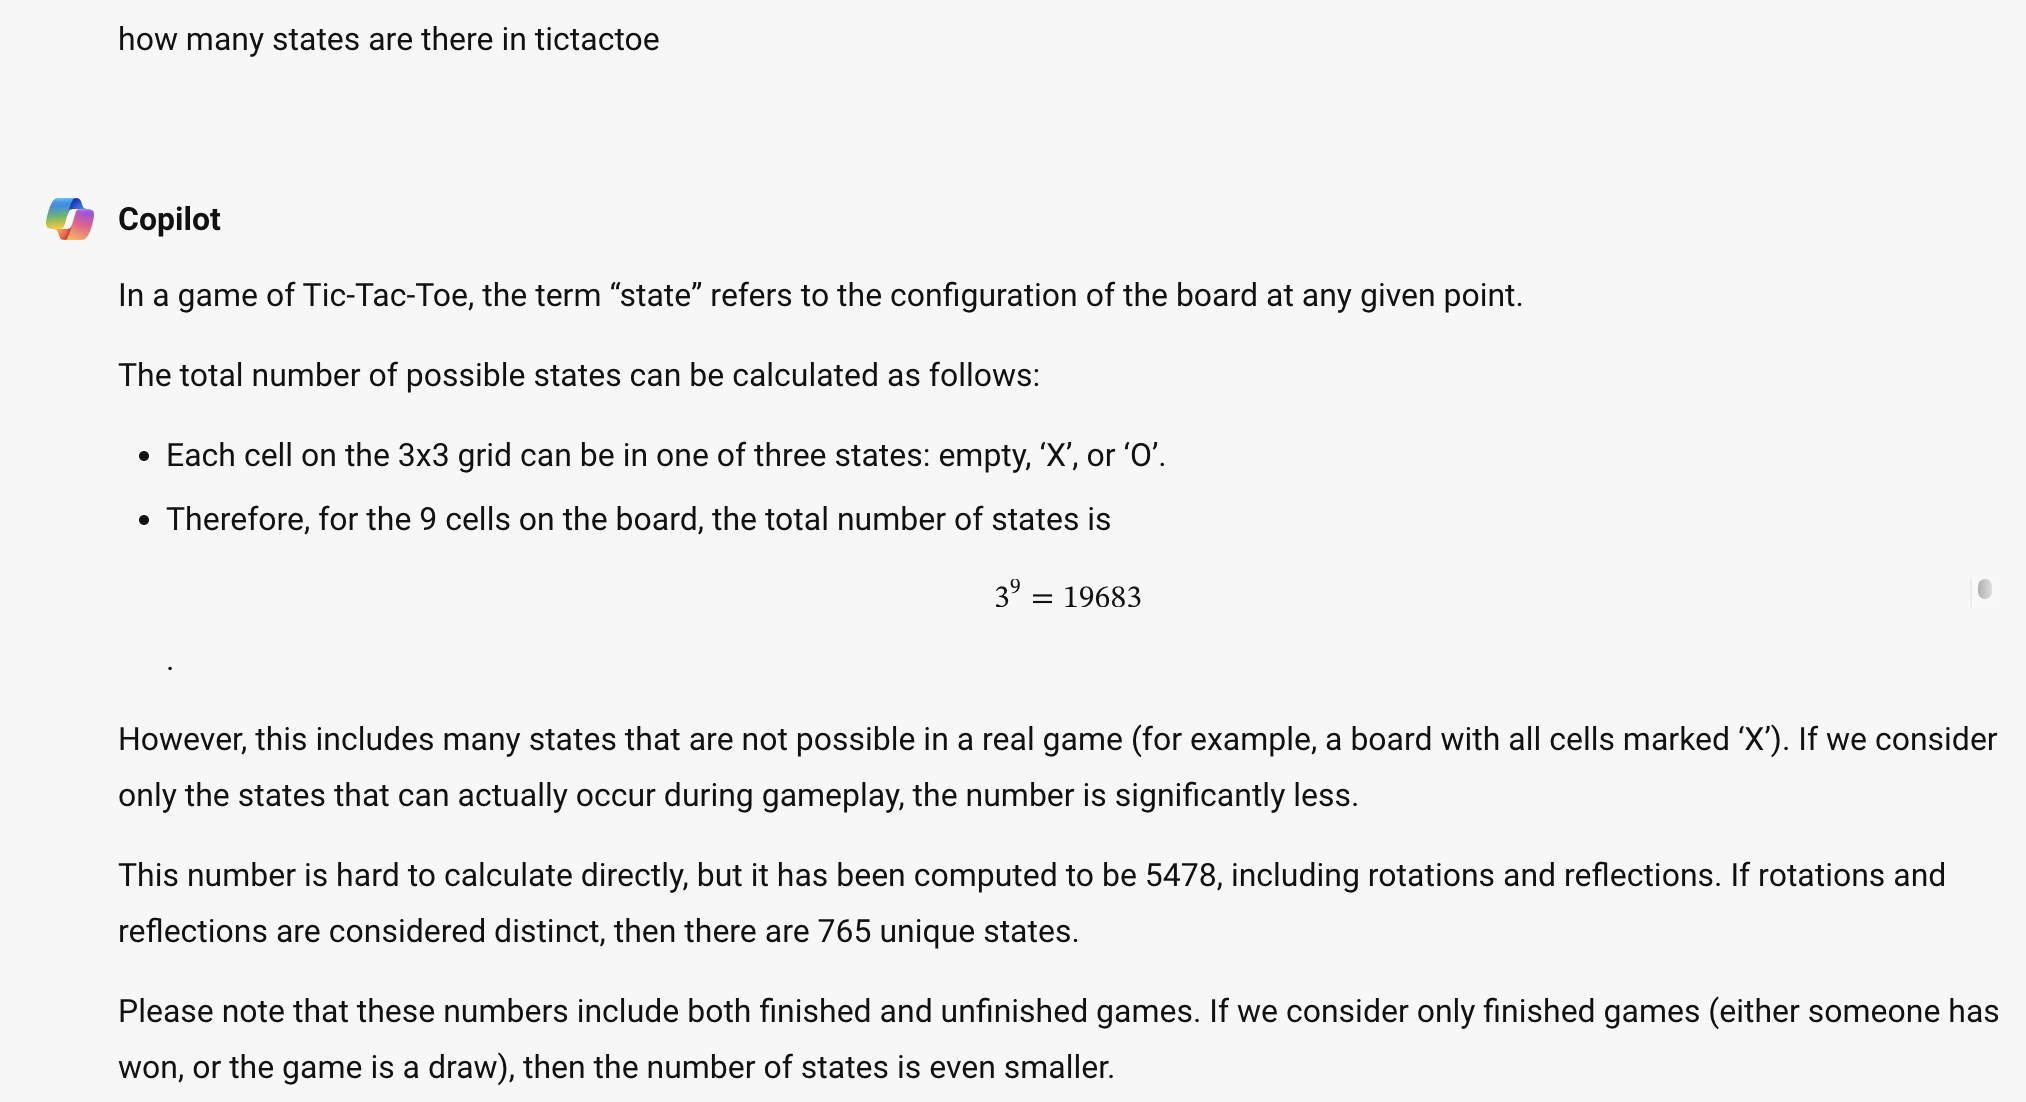 how many states are there in tictactoe
Copilot
In a game of Tic-Tac-Toe, the term “state” refers to the configuration of the board at any given point.
The total number of possible states can be calculated as follows:
• Each cell on the 3x3 grid can be in one of three states: empty, ‘X’, or ‘O’.
• Therefore, for the 9 cells on the board, the total number of states is
3⁹ = 19683
.
However, this includes many states that are not possible in a real game (for example, a board with all cells marked ‘X’). If we consider
only the states that can actually occur during gameplay, the number is significantly less.
This number is hard to calculate directly, but it has been computed to be 5478, including rotations and reflections. If rotations and
reflections are considered distinct, then there are 765 unique states.
Please note that these numbers include both finished and unfinished games. If we consider only finished games (either someone has
won, or the game is a draw), then the number of states is even smaller.